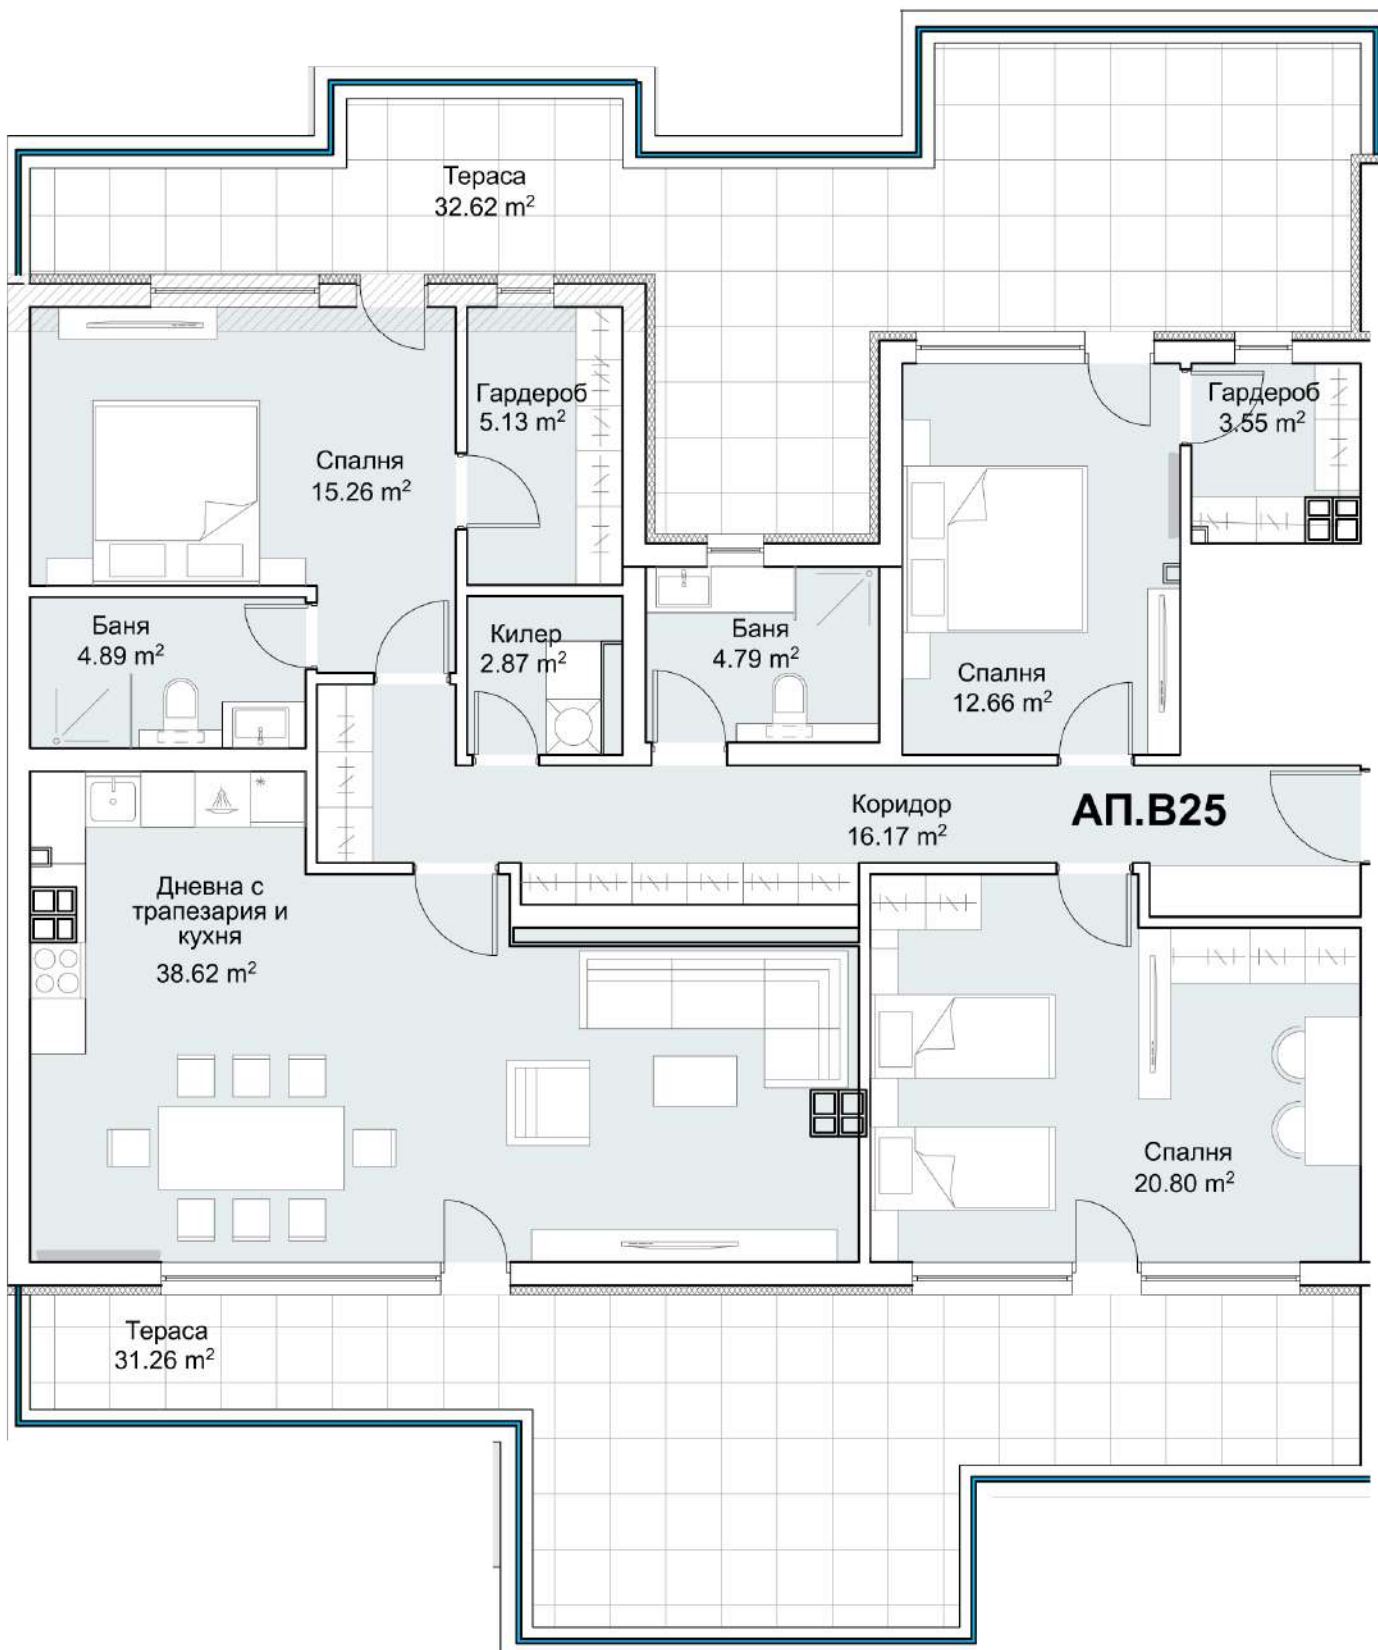 Тераса
32.62 m²
Гардероб
5.13 m²
Гардероб
3.55 m²
Спалня
15.26 m²
Баня
4.89 m²
Килер
2.87 m²
Баня
4.79 m²
Спалня
12.66 m²
Коридор
16.17 m²
АП.В25
*
Дневна с
трапезария и
кухня
38.62 m²
Спалня
20.80 m²
Тераса
31.26 m²